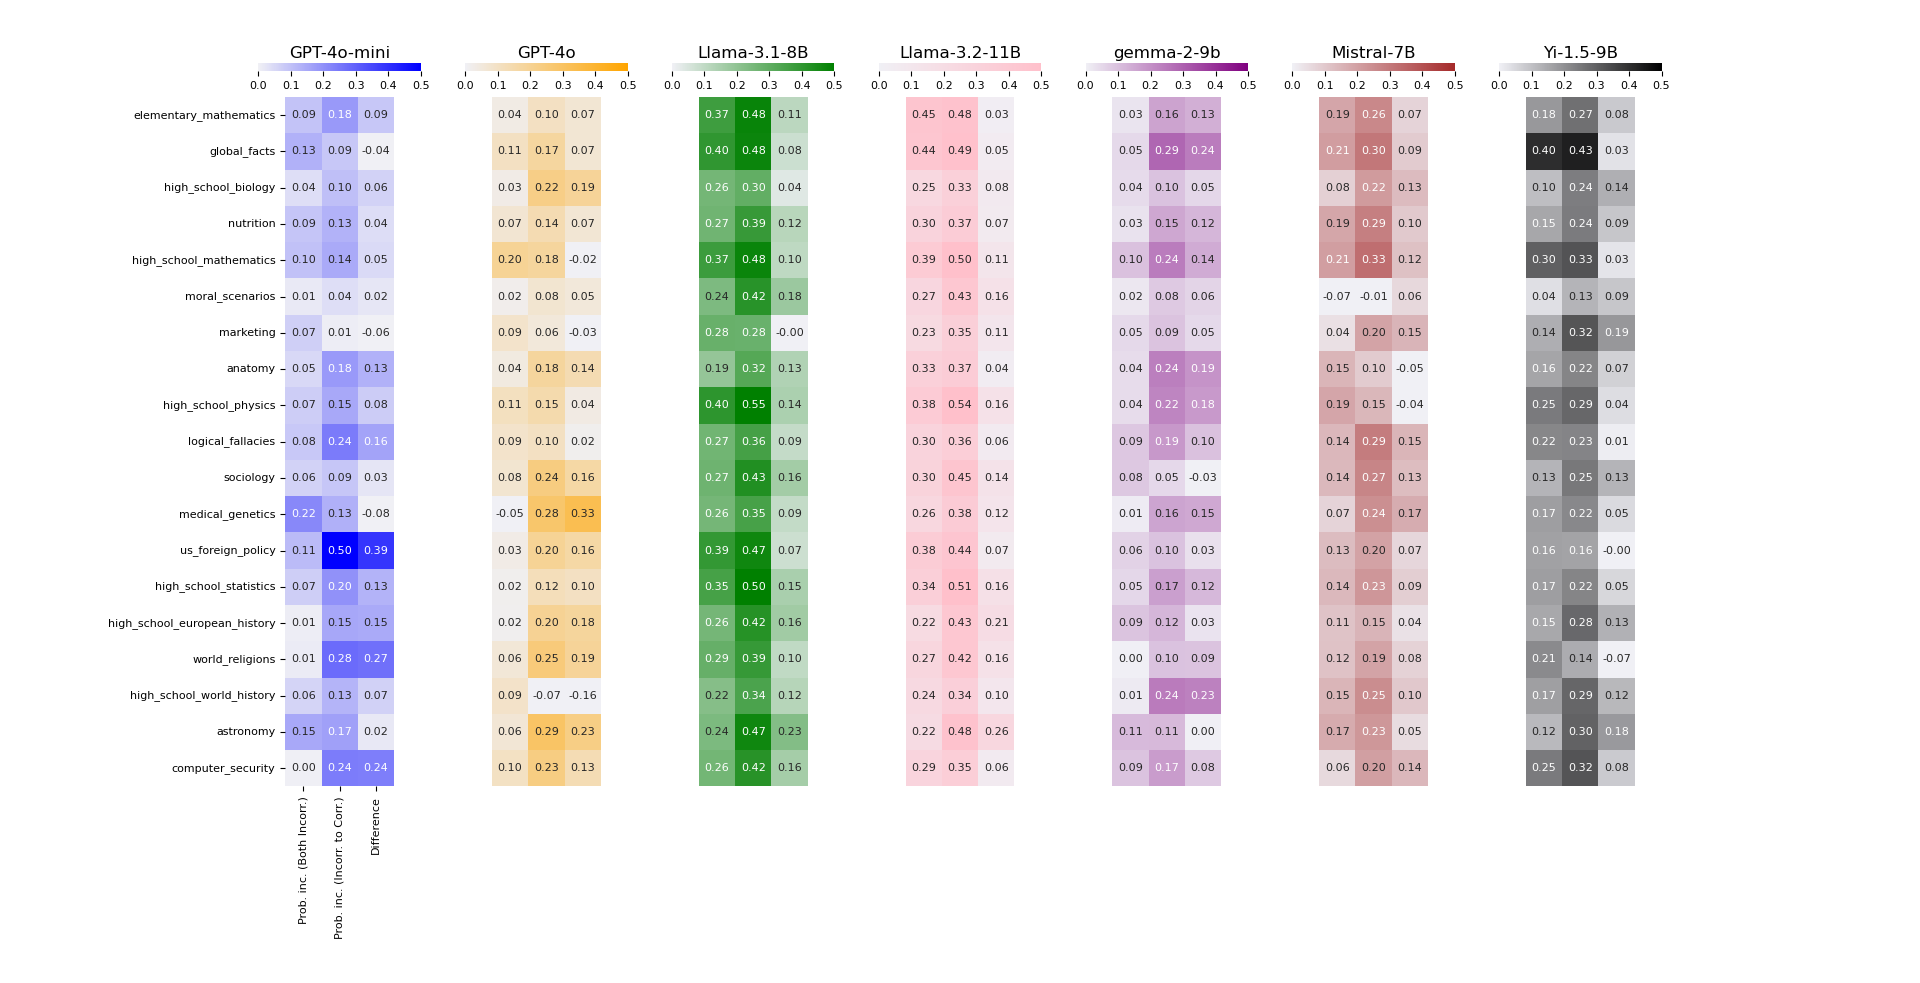 GPT-4o-mini GPT-4o Llama-3.1-8B Llama-3.2-11B gemma-2-9b Mistral-7B Yi-1.5-9B
0.0 0.1 0.2 0.3 0.5 0.0 0.1 0.2 0.3 0.5 0.0 0.1 0.2 0.3 0.5 0.0 0.1 0.2 0.3 0.5 0.0 0.1 0.2 0.3 0.5 0.0 0.1 0.2 0.3 0.5 0.0 0.1 0.2 0.3 0.5
elementary_mathematics 0.09 0.18 0.09 0.04 0.10 0.07 0.37 0.48 0.11 0.45 0.48 0.03 0.03 0.16 0.13 0.19 0.26 0.07 0.18 0.27 0.08
global_facts 0.13 0.09 -0.04 0.11 0.17 0.07 0.40 0.48 0.08 0.44 0.49 0.05 0.05 0.29 0.24 0.21 0.30 0.09 0.40 0.43 0.03
high_school_biology 0.04 0.10 0.06 0.03 0.22 0.19 0.26 0.30 0.04 0.25 0.33 0.08 0.04 0.10 0.05 0.08 0.22 0.13 0.10 0.24 0.14
nutrition 0.09 0.13 0.04 0.07 0.14 0.07 0.27 0.39 0.12 0.30 0.37 0.07 0.03 0.15 0.12 0.19 0.29 0.10 0.15 0.24 0.09
high_school_mathematics 0.10 0.14 0.05 0.20 0.18 -0.02 0.37 0.48 0.10 0.39 0.50 0.11 0.10 0.24 0.14 0.21 0.33 0.12 0.30 0.33 0.03
moral_scenarios 0.01 0.04 0.02 0.02 0.08 0.05 0.24 0.42 0.18 0.27 0.43 0.16 0.02 0.08 0.06 -0.07 -0.01 0.06 0.04 0.13 0.09
marketing 0.07 0.01 -0.06 0.09 0.06 -0.03 0.28 0.28 -0.00 0.23 0.35 0.11 0.05 0.09 0.05 0.04 0.20 0.15 0.14 0.32 0.19
anatomy 0.05 0.18 0.13 0.04 0.18 0.14 0.19 0.32 0.13 0.33 0.37 0.04 0.04 0.24 0.19 0.15 0.10 -0.05 0.16 0.22 0.07
high_school_physics 0.07 0.15 0.08 0.11 0.15 0.04 0.40 0.55 0.14 0.38 0.54 0.16 0.04 0.22 0.18 0.19 0.15 -0.04 0.25 0.29 0.04
logical_fallacies 0.08 0.24 0.16 0.09 0.10 0.02 0.27 0.36 0.09 0.30 0.36 0.06 0.09 0.19 0.10 0.14 0.29 0.15 0.22 0.23 0.01
sociology 0.06 0.09 0.03 0.08 0.24 0.16 0.27 0.43 0.16 0.30 0.45 0.14 0.08 0.05 -0.03 0.14 0.27 0.13 0.13 0.25 0.13
medical_genetics 0.22 0.13 -0.08 -0.05 0.28 0.33 0.26 0.35 0.09 0.26 0.38 0.12 0.01 0.16 0.15 0.07 0.24 0.17 0.17 0.22 0.05
us_foreign_policy 0.11 0.50 0.39 0.03 0.20 0.16 0.39 0.47 0.07 0.38 0.44 0.07 0.06 0.10 0.03 0.13 0.20 0.07 0.16 0.16 -0.00
high_school_statistics 0.07 0.20 0.13 0.02 0.12 0.10 0.35 0.50 0.15 0.34 0.51 0.16 0.05 0.17 0.12 0.14 0.23 0.09 0.17 0.22 0.05
high_school_european_history 0.01 0.15 0.15 0.02 0.20 0.18 0.26 0.42 0.16 0.22 0.43 0.21 0.09 0.12 0.03 0.11 0.15 0.04 0.15 0.28 0.13
world_religions 0.01 0.28 0.27 0.06 0.25 0.19 0.29 0.39 0.10 0.27 0.42 0.16 0.00 0.10 0.09 0.12 0.19 0.08 0.21 0.14 -0.07
high_school_world_history 0.06 0.13 0.07 0.09 -0.07 -0.16 0.22 0.34 0.12 0.24 0.34 0.10 0.01 0.24 0.23 0.15 0.25 0.10 0.17 0.29 0.12
astronomy 0.15 0.17 0.02 0.06 0.29 0.23 0.24 0.47 0.23 0.22 0.48 0.26 0.11 0.11 0.00 0.17 0.23 0.05 0.12 0.30 0.18
computer_security 0.00 0.24 0.24 0.10 0.23 0.13 0.26 0.42 0.16 0.29 0.35 0.06 0.09 0.17 0.08 0.06 0.20 0.14 0.25 0.32 0.08
Prob. inc. (Both Incorr.)
Prob. inc. (Incorr. to Corr.)
Difference